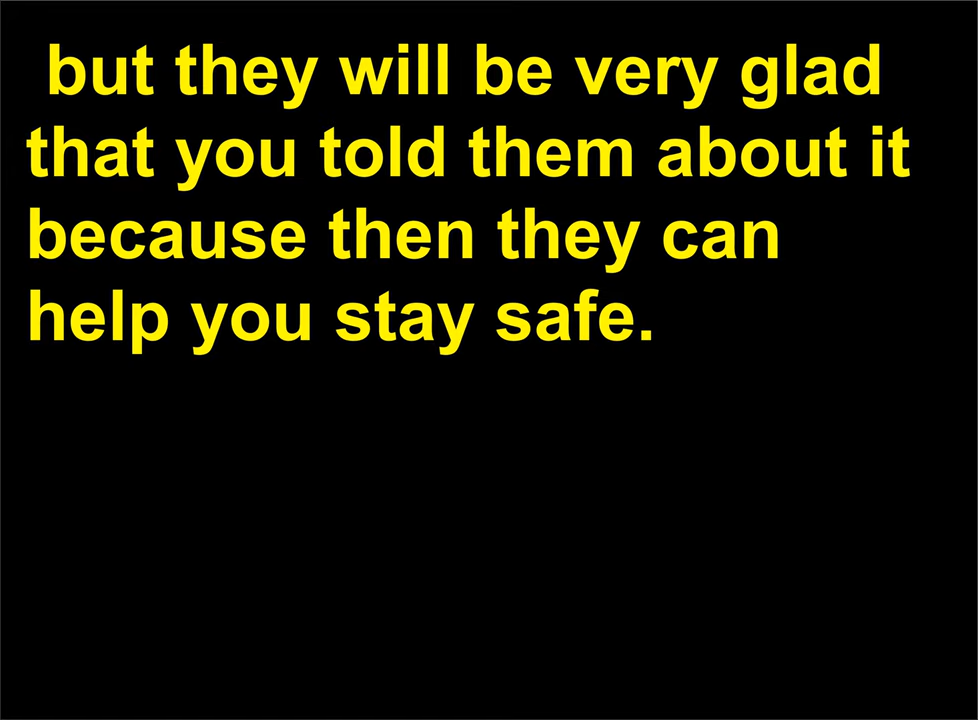 but they will be very glad
that you told them about it
because then they can
help you stay safe.